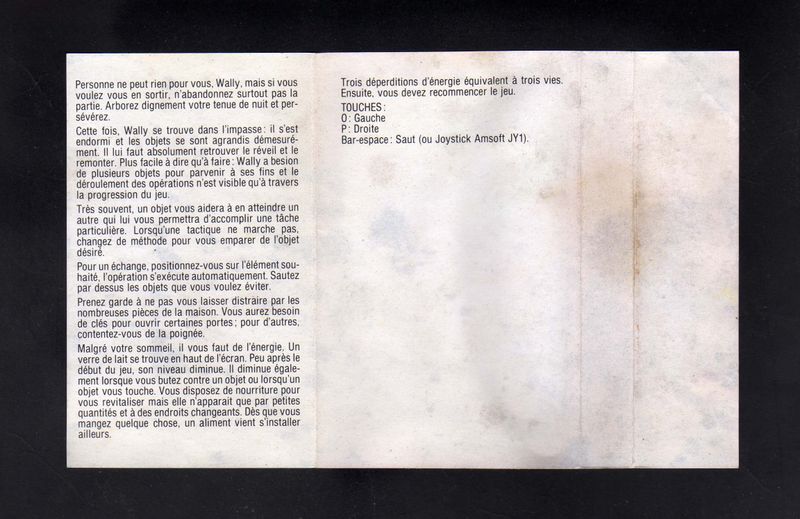 Personne ne peut rien pour vous, Wally, mais si vous
voulez vous en sortir, n'abandonnez surtout pas la
partie. Arborez dignement votre tenue de nuit et per-
sévérez.
Cette fois, Wally se trouve dans l'impasse : il s'est
endormi et les objets se sont agrandis démesuré-
ment. Il lui faut absolument retrouver le réveil et le
remonter. Plus facile à dire qu'à faire : Wally a besion
de plusieurs objets pour parvenir à ses fins et le
déroulement des opérations n'est visible qu'à travers
la progression du jeu.
Très souvent, un objet vous aidera à en atteindre un
autre qui lui vous permettra d'accomplir une tâche
particulière. Lorsqu'une tactique ne marche pas,
changez de méthode pour vous emparer de l'objet
désiré.
Pour un échange, positionnez-vous sur l'élément sou-
haité, l'opération s'exécute automatiquement. Sautez
par dessus les objets que vous voulez éviter.
Prenez garde à ne pas vous laisser distraire par les
nombreuses pièces de la maison. Vous aurez besoin
de clés pour ouvrir certaines portes ; pour d'autres,
contentez-vous de la poignée.
Malgré votre sommeil, il vous faut de l'énergie. Un
verre de lait se trouve en haut de l'écran. Peu après le
début du jeu, son niveau diminue. Il diminue égale-
ment lorsque vous butez contre un objet ou lorsqu'un
objet vous touche. Vous disposez de nourriture pour
vous revitaliser mais elle n'apparait que par petites
quantités et à des endroits changeants. Dès que vous
mangez quelque chose, un aliment vient s'installer
ailleurs.
Trois déperditions d'énergie équivalent à trois vies.
Ensuite, vous devez recommencer le jeu.
TOUCHES :
O : Gauche
P : Droite
Bar-espace : Saut (ou Joystick Amsoft JY1).